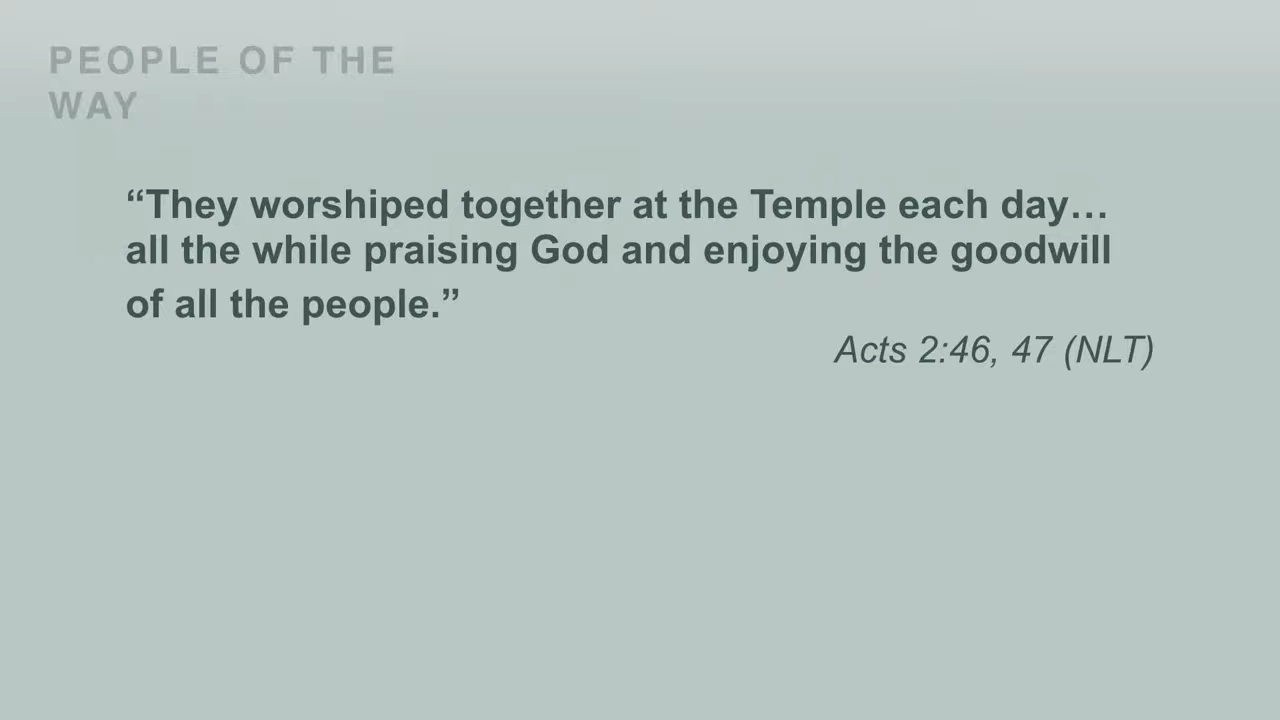 PEOPLE OF THE
WAY
“They worshiped together at the Temple each day…
all the while praising God and enjoying the goodwill
of all the people.”
Acts 2:46, 47 (NLT)